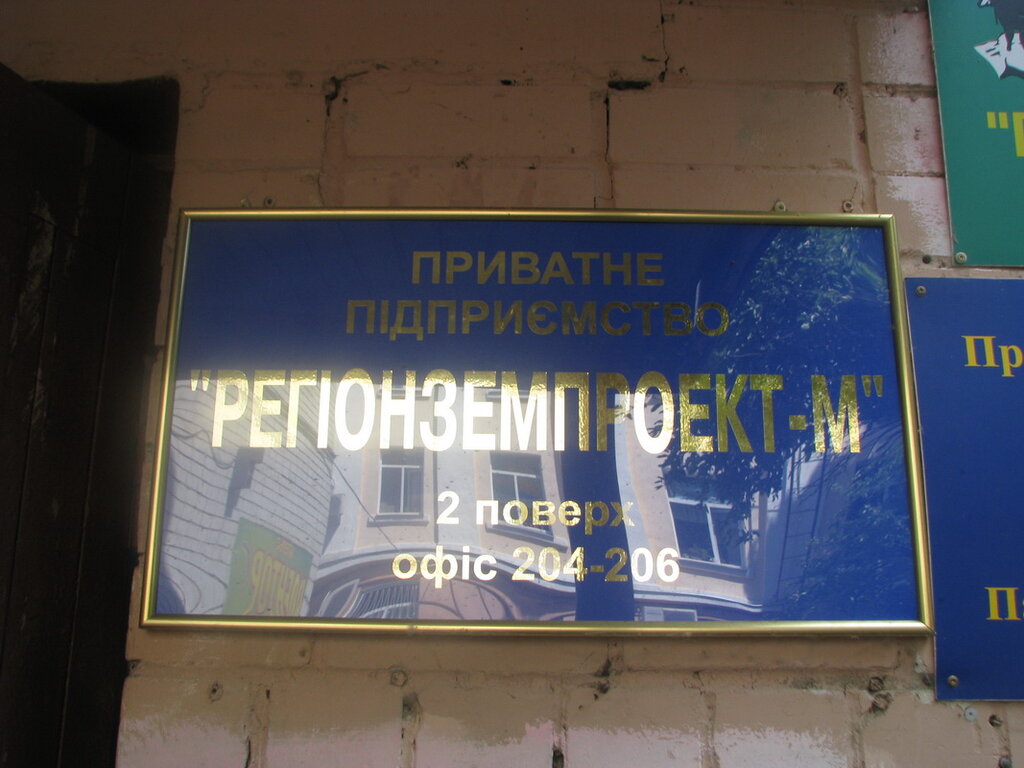 ПРИВАТНЕ
ПІДПРИЄМСТВО
"РЕГІОНЗЕМПРОЕКТ-М"
2 поверх
офіс 204-206